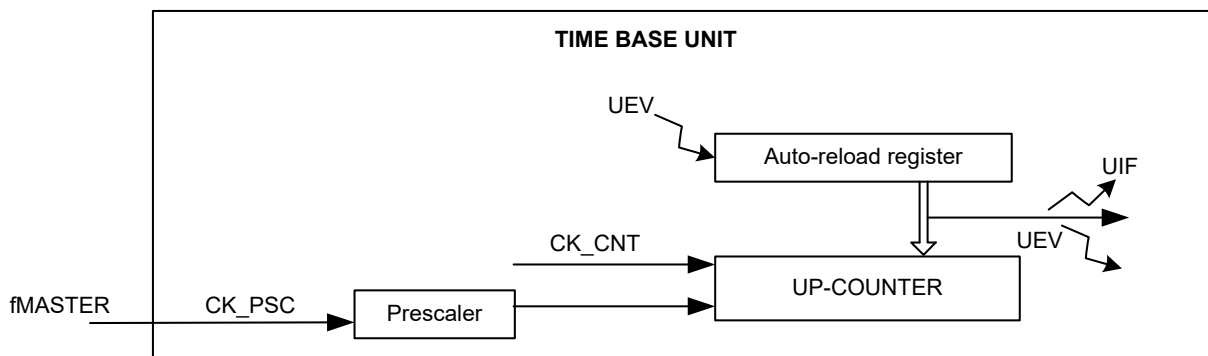 TIME BASE UNIT
UEV
Auto-reload register
UIF
UEV
CK_CNT
UP-COUNTER
fMASTER
CK_PSC
Prescaler